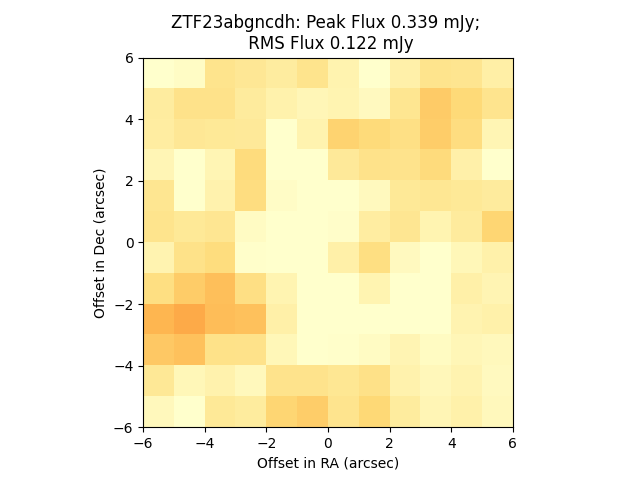 ZTF23abgncdh: Peak Flux 0.339 mJy;
RMS Flux 0.122 mJy
6
4
2
0
−2
−4
−6
Offset in Dec (arcsec)
−6 −4 −2 0 2 4 6
Offset in RA (arcsec)